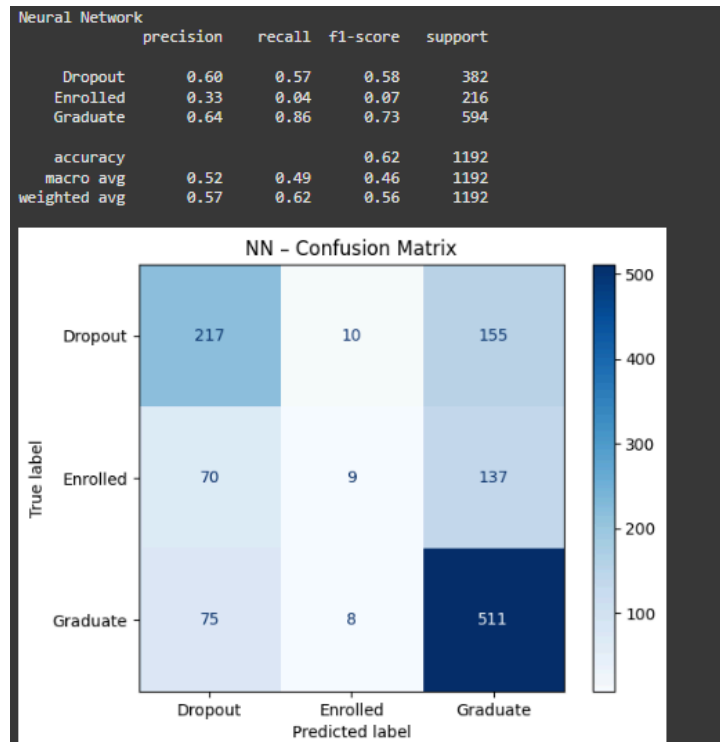 Neural Network
precision recall f1-score support
Dropout 0.60 0.57 0.58 382
Enrolled 0.33 0.04 0.07 216
Graduate 0.64 0.86 0.73 594
accuracy 0.62 1192
macro avg 0.52 0.49 0.46 1192
weighted avg 0.57 0.62 0.56 1192
NN – Confusion Matrix
500
Dropout 217 10 155
400
True label
Enrolled 70 9 137
300
200
Graduate 75 8 511
100
Dropout Enrolled Graduate
Predicted label